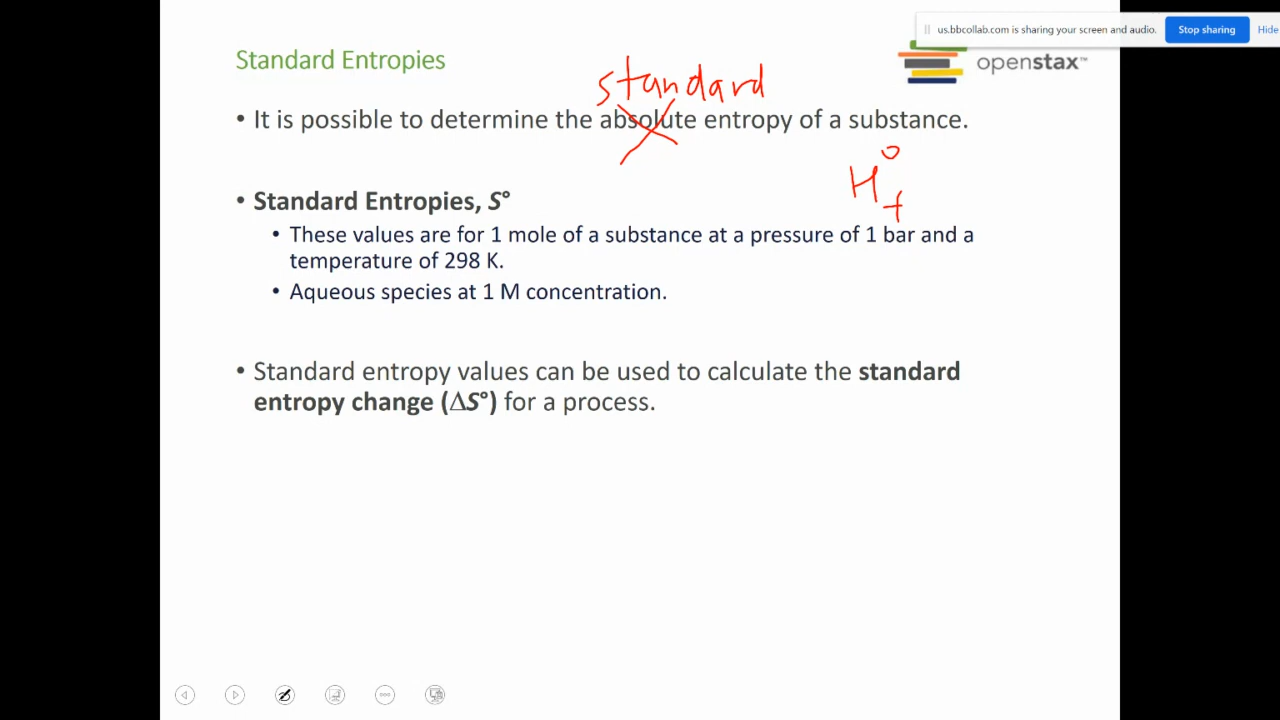 us.bbcollab.com is sharing your screen and audio. Stop sharing Hide
Standard Entropies
openstax™
standard
• It is possible to determine the absolute entropy of a substance.
H°f
• Standard Entropies, S°
• These values are for 1 mole of a substance at a pressure of 1 bar and a
temperature of 298 K.
• Aqueous species at 1 M concentration.
• Standard entropy values can be used to calculate the standard
entropy change (∆S°) for a process.